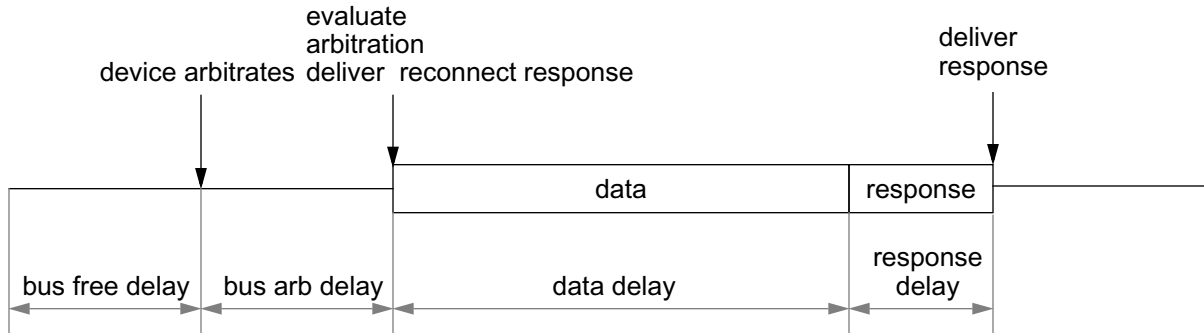 evaluate
arbitration
device arbitrates deliver reconnect response
deliver
response
data
response
bus free delay
bus arb delay
data delay
response
delay